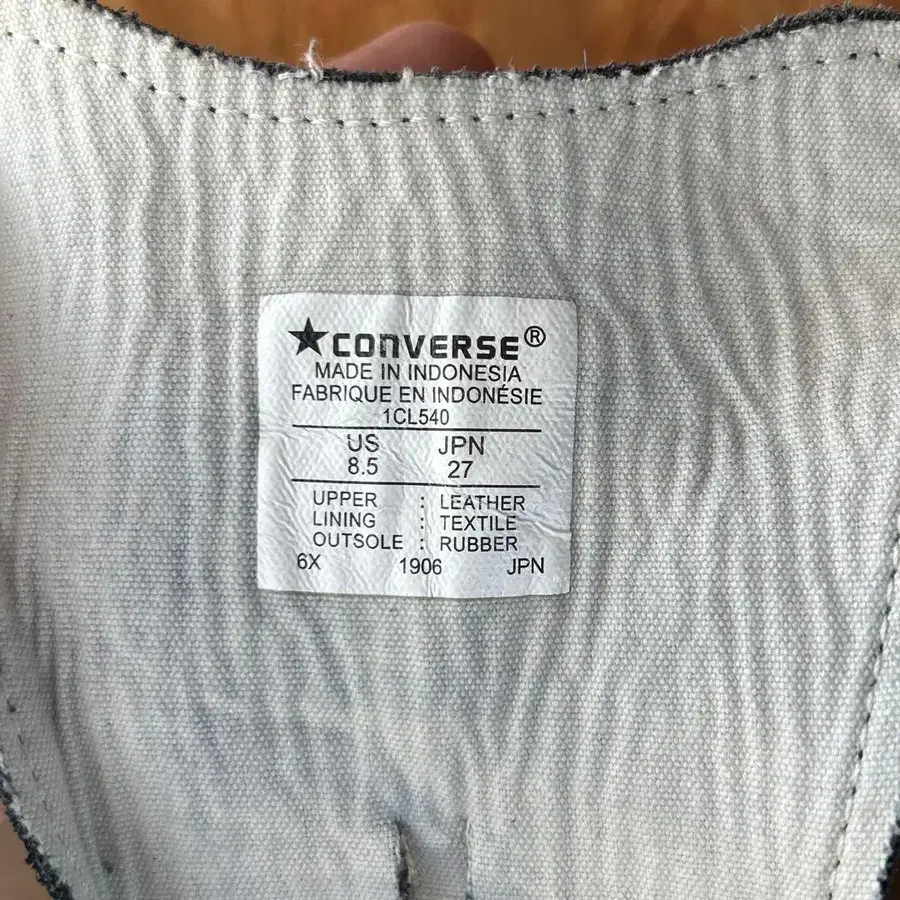 ★CONVERSE®
MADE IN INDONESIA
FABRIQUE EN INDONÉSIE
1CL540
US JPN
8.5 27
UPPER : LEATHER
LINING : TEXTILE
OUTSOLE : RUBBER
6X 1906 JPN